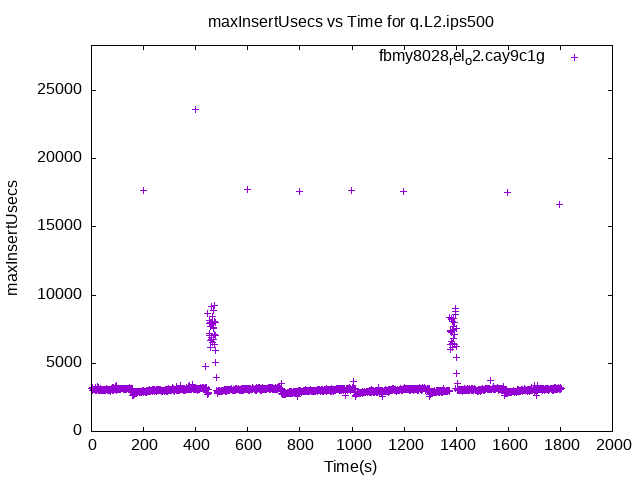 maxInsertUsecs vs Time for q.L2.ips500
fbmy8028relo2.cay9c1g
25000
20000
15000
10000
5000
0
maxInsertUsecs
0 200 400 600 800 1000 1200 1400 1600 1800 2000
Time(s)